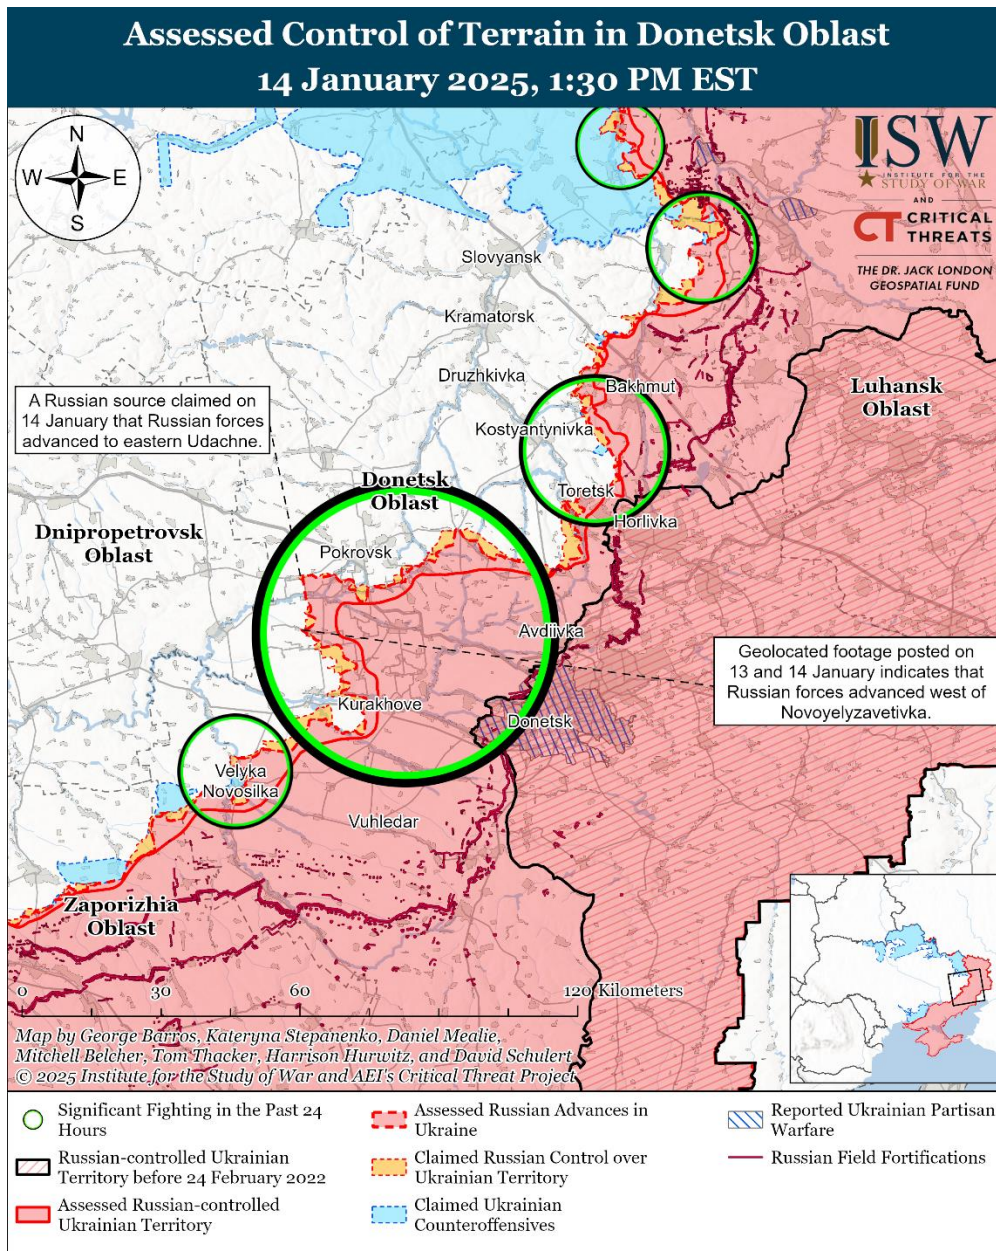 Assessed Control of Terrain in Donetsk Oblast
14 January 2025, 1:30 PM EST
N
W
E
S
ISW
INSTITUTE FOR THE
STUDY OF WAR
AND
CT CRITICAL
THREATS
THE DR. JACK LONDON
GEOSPATIAL FUND
Slovyansk
Kramatorsk
Druzhkivka
Bakhmut
Luhansk
Oblast
A Russian source claimed on
14 January that Russian forces
advanced to eastern Udachne.
Kostyantynivka
Donetsk
Oblast
Toretsk
Horlivka
Dnipropetrovsk
Oblast
Pokrovsk
Avdiivka
Geolocated footage posted on
13 and 14 January indicates that
Russian forces advanced west of
Novoyelyzavetivka.
Kurakhove
Donetsk
Velyka
Novosilka
Vuhledar
Zaporizhia
Oblast
0
30
60
120 Kilometers
Map by George Barros, Kateryna Stepanenko, Daniel Mealie,
Mitchell Belcher, Tom Thacker, Harrison Hurwitz, and David Schulert
© 2025 Institute for the Study of War and AEI's Critical Threat Project
Significant Fighting in the Past 24
Hours
Russian-controlled Ukrainian
Territory before 24 February 2022
Assessed Russian-controlled
Ukrainian Territory
Assessed Russian Advances in
Ukraine
Claimed Russian Control over
Ukrainian Territory
Claimed Ukrainian
Counteroffensives
Reported Ukrainian Partisan
Warfare
Russian Field Fortifications